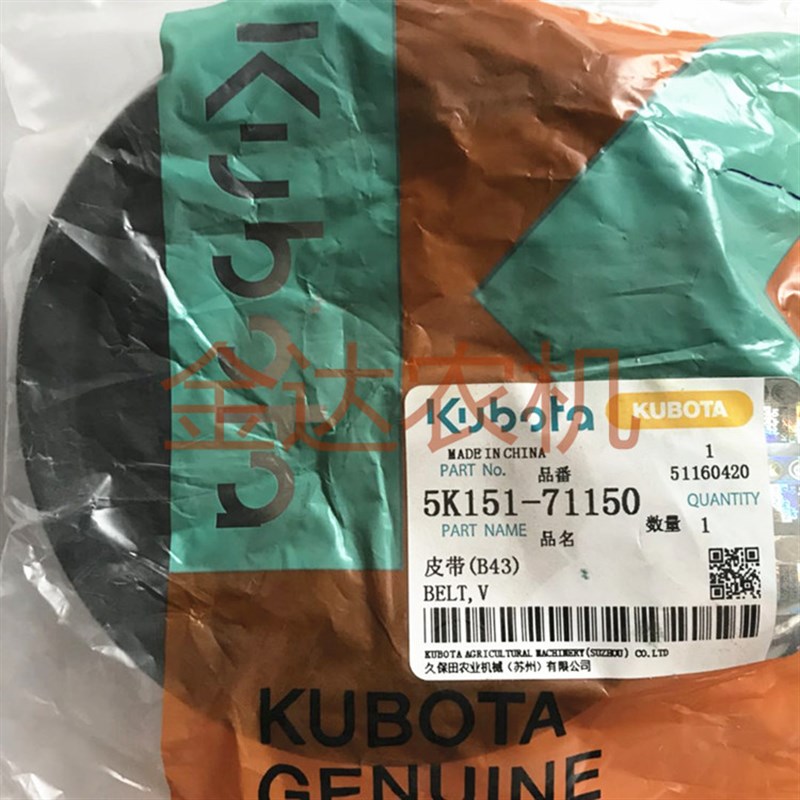 Kubota
金达农机
Kubota KUBOTA
MADE IN CHINA 1
PART No. 品番 51160420
5K151-71150 QUANTITY
PART NAME 品名 数量 1
皮带(B43)
BELT, V
KUBOTA AGRICULTURAL MACHINERY(SUZHOU) CO.LTD
久保田农业机械（苏州）有限公司
KUBOTA
GENUINE